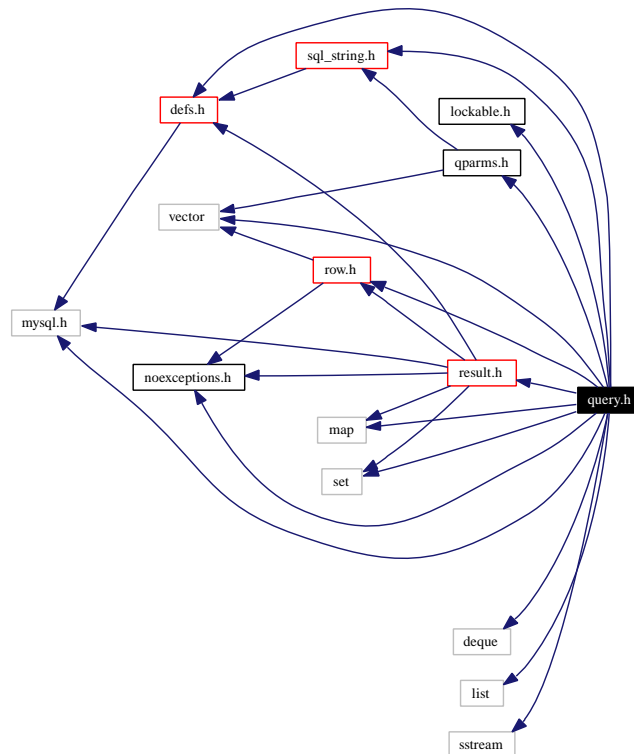 sql_string.h
defs.h
lockable.h
qparms.h
vector
row.h
mysql.h
noexceptions.h
result.h
query.h
map
set
deque
list
sstream